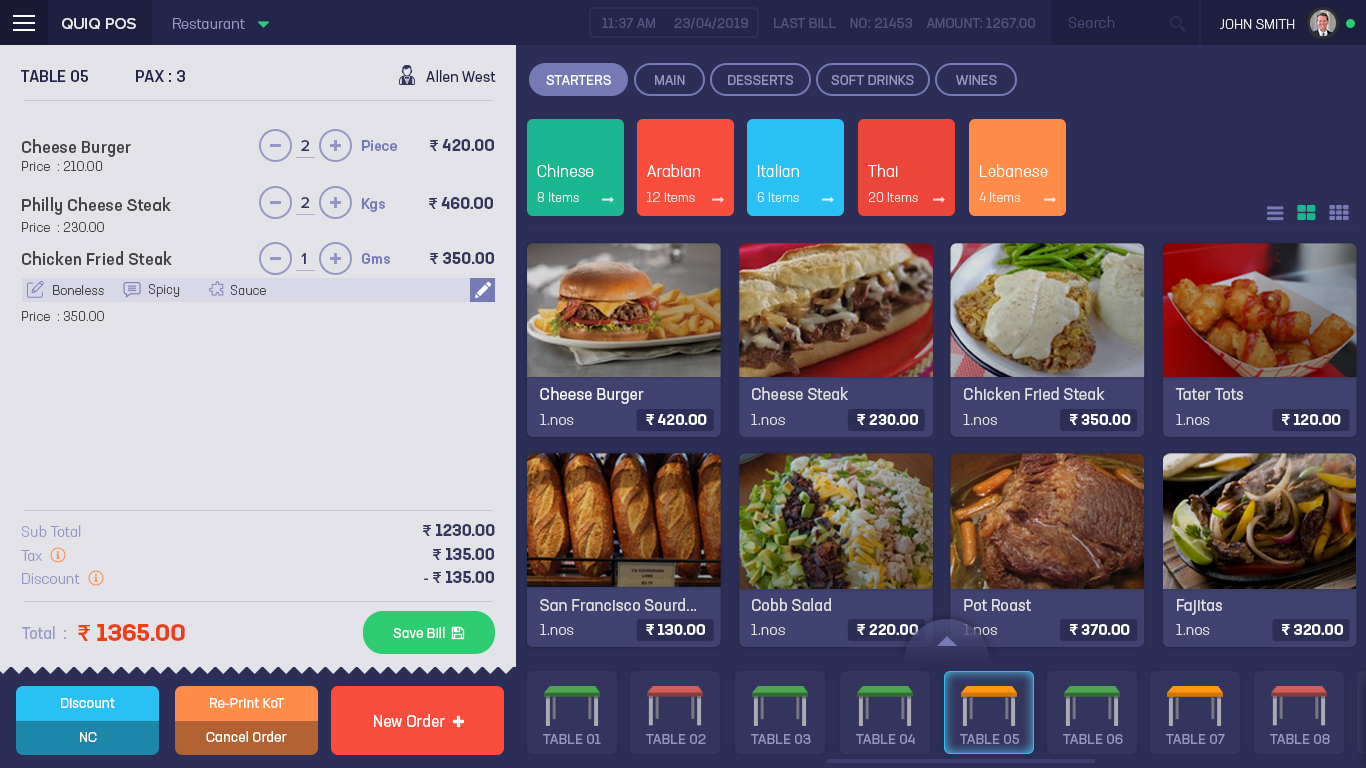 QUIQ POS
Restaurant
11:37 AM 23/04/2019
LAST BILL NO: 21453 AMOUNT: 1267.00
Search
JOHN SMITH
TABLE 05 PAX : 3
Allen West
Cheese Burger 2 Piece ₹ 420.00
Price : 210.00
Philly Cheese Steak 2 Kgs ₹ 460.00
Price : 230.00
Chicken Fried Steak 1 Gms ₹ 350.00
Boneless Spicy Sauce
Price : 350.00
Sub Total ₹ 1230.00
Tax ₹ 135.00
Discount - ₹ 135.00
Total : ₹ 1365.00
Save Bill
Discount
NC
Re-Print KoT
Cancel Order
New Order +
STARTERS MAIN DESSERTS SOFT DRINKS WINES
Chinese
8 Items
Arabian
12 Items
Italian
6 Items
Thai
20 Items
Lebanese
4 Items
Cheese Burger
1.nos ₹ 420.00
Cheese Steak
1.nos ₹ 230.00
Chicken Fried Steak
1.nos ₹ 350.00
Tater Tots
1.nos ₹ 120.00
San Francisco Sourd...
1.nos ₹ 130.00
Cobb Salad
1.nos ₹ 220.00
Pot Roast
1.nos ₹ 370.00
Fajitas
1.nos ₹ 320.00
TABLE 01
TABLE 02
TABLE 03
TABLE 04
TABLE 05
TABLE 06
TABLE 07
TABLE 08